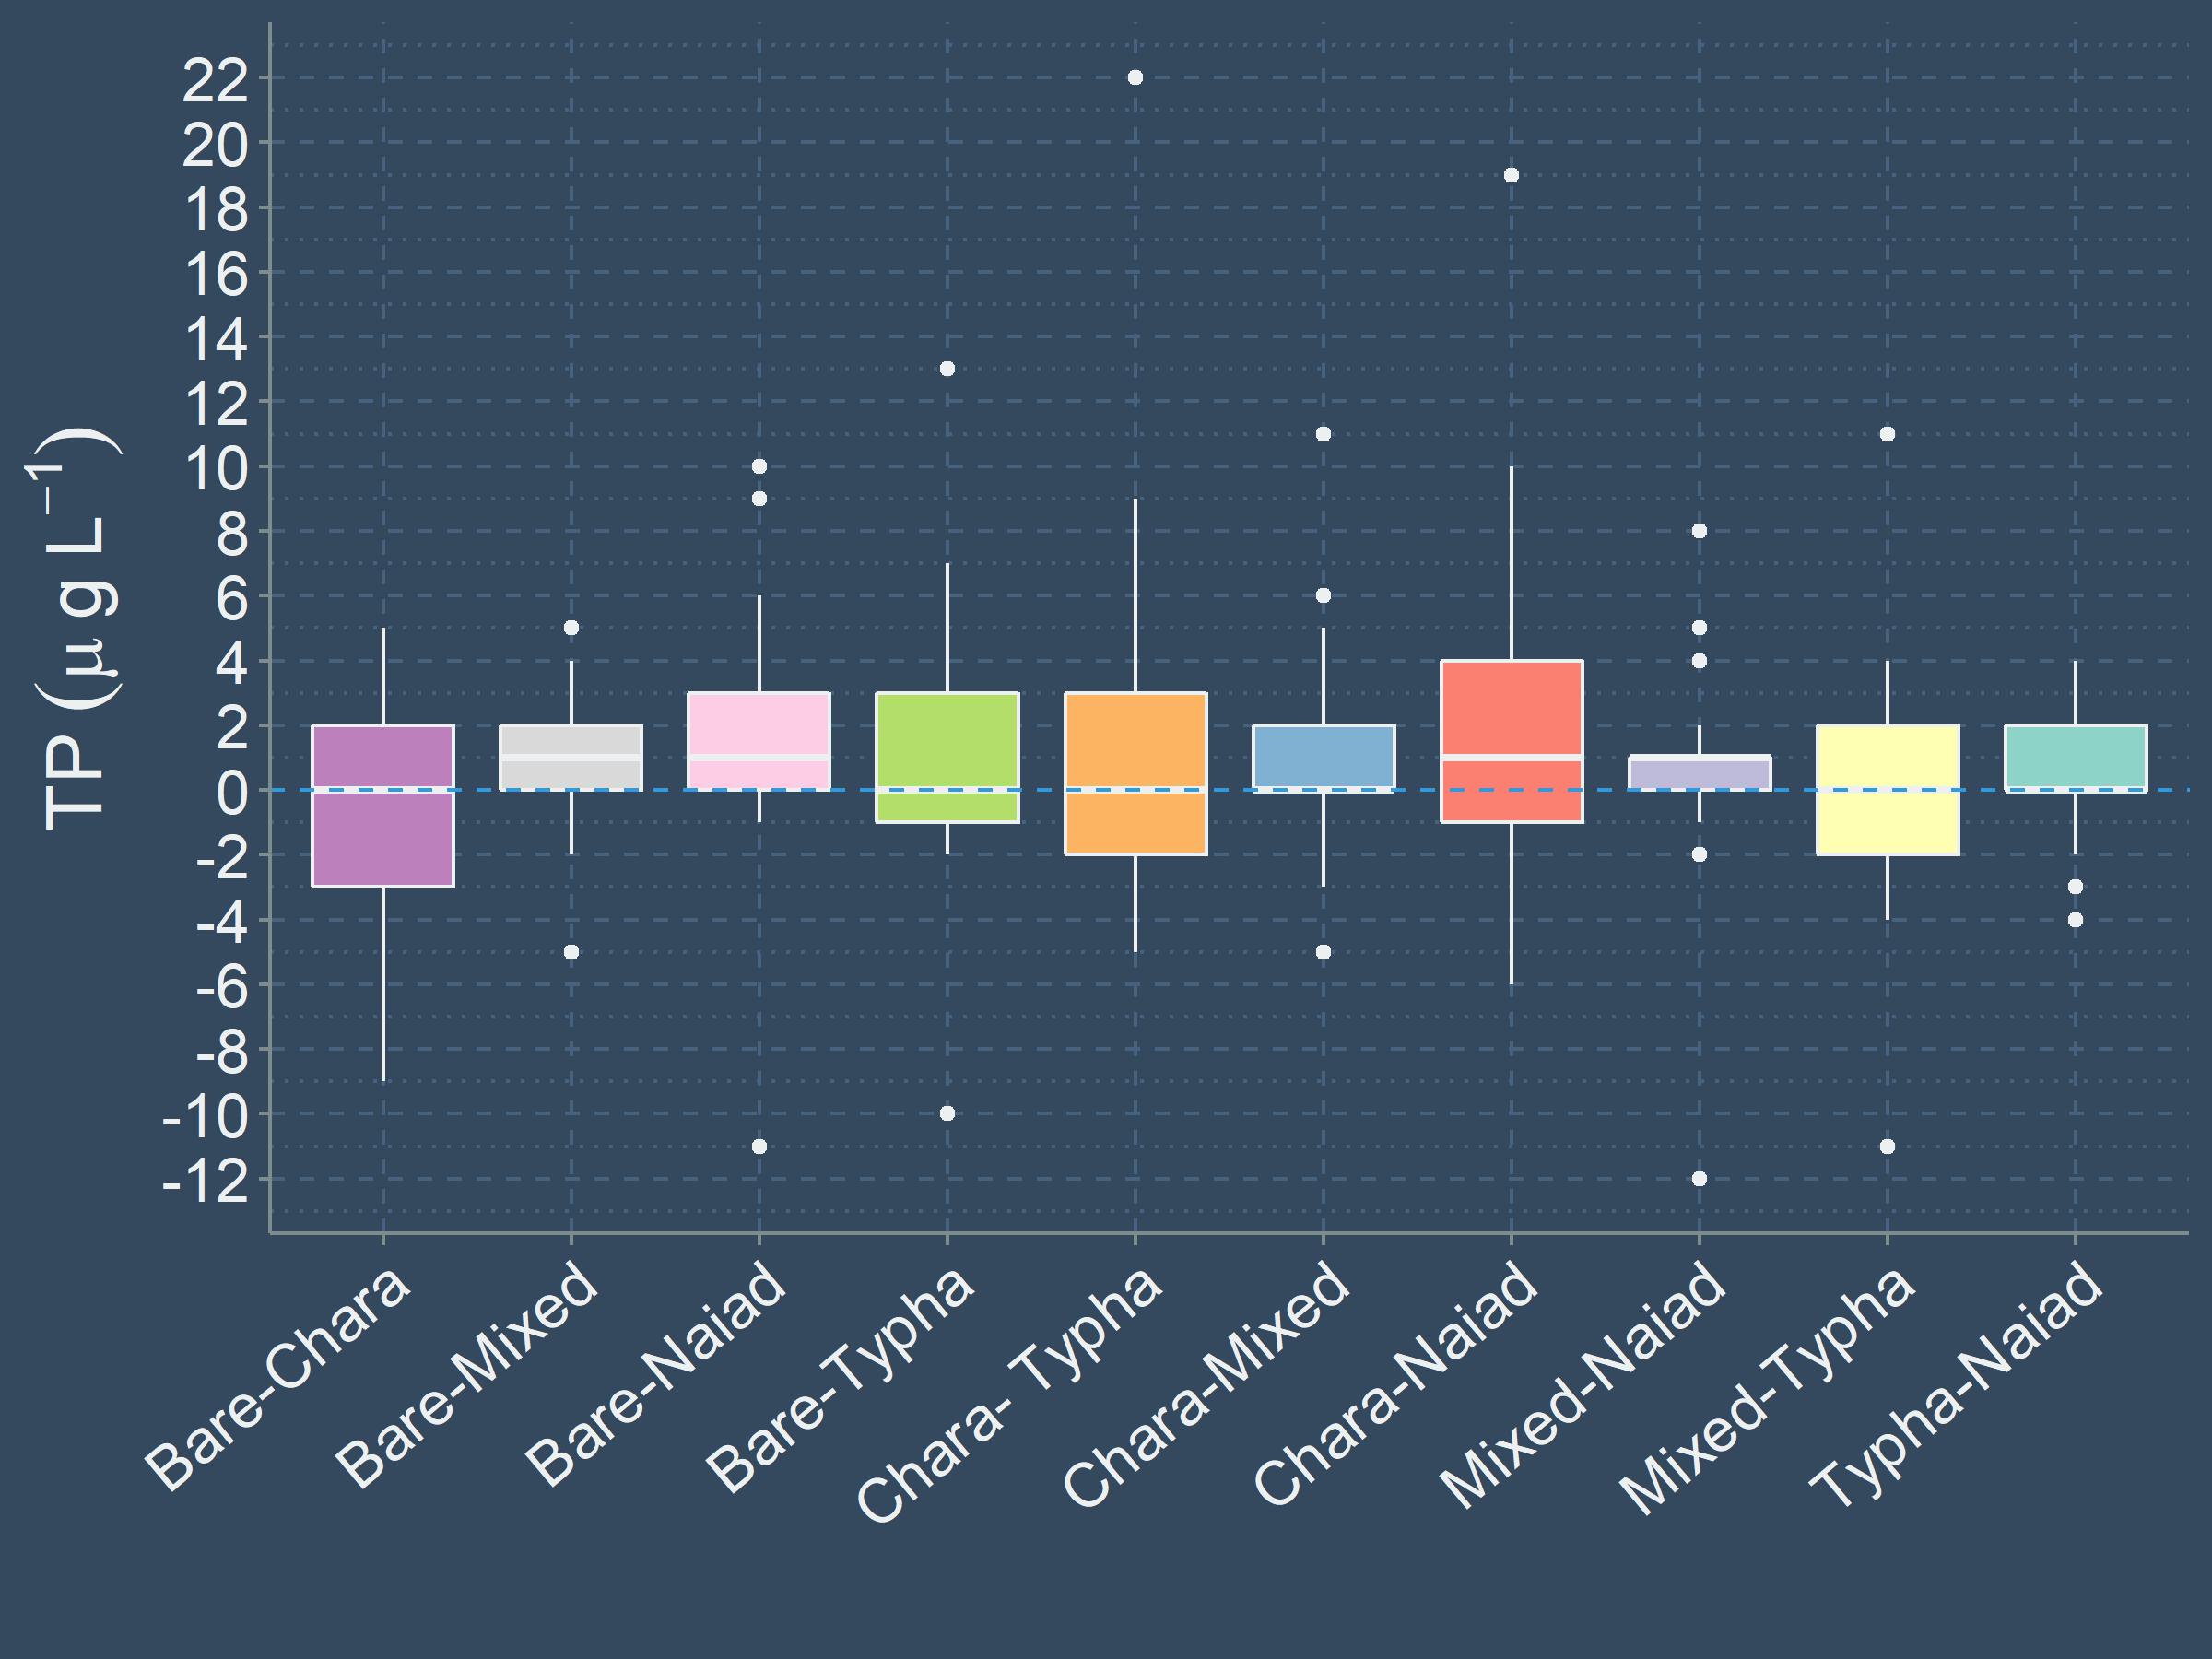 TP (μ g L⁻¹)
22
20
18
16
14
12
10
8
6
4
2
0
-2
-4
-6
-8
-10
-12
Bare-Chara
Bare-Mixed
Bare-Naiad
Bare-Typha
Chara- Typha
Chara-Mixed
Chara-Naiad
Mixed-Naiad
Mixed-Typha
Typha-Naiad